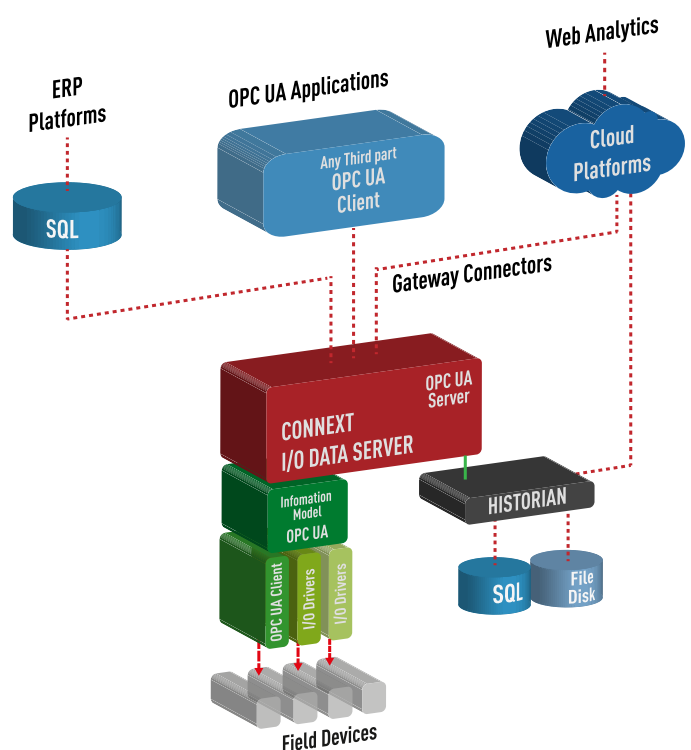 Web Analytics
ERP
Platforms
OPC UA Applications
Cloud
Platforms
Any Third part
OPC UA
Client
SQL
Gateway Connectors
OPC UA
Server
CONNEXT
I/O DATA SERVER
HISTORIAN
Infomation
Model
OPC UA
OPC UA Client
I/O Drivers
I/O Drivers
SQL
File
Disk
Field Devices